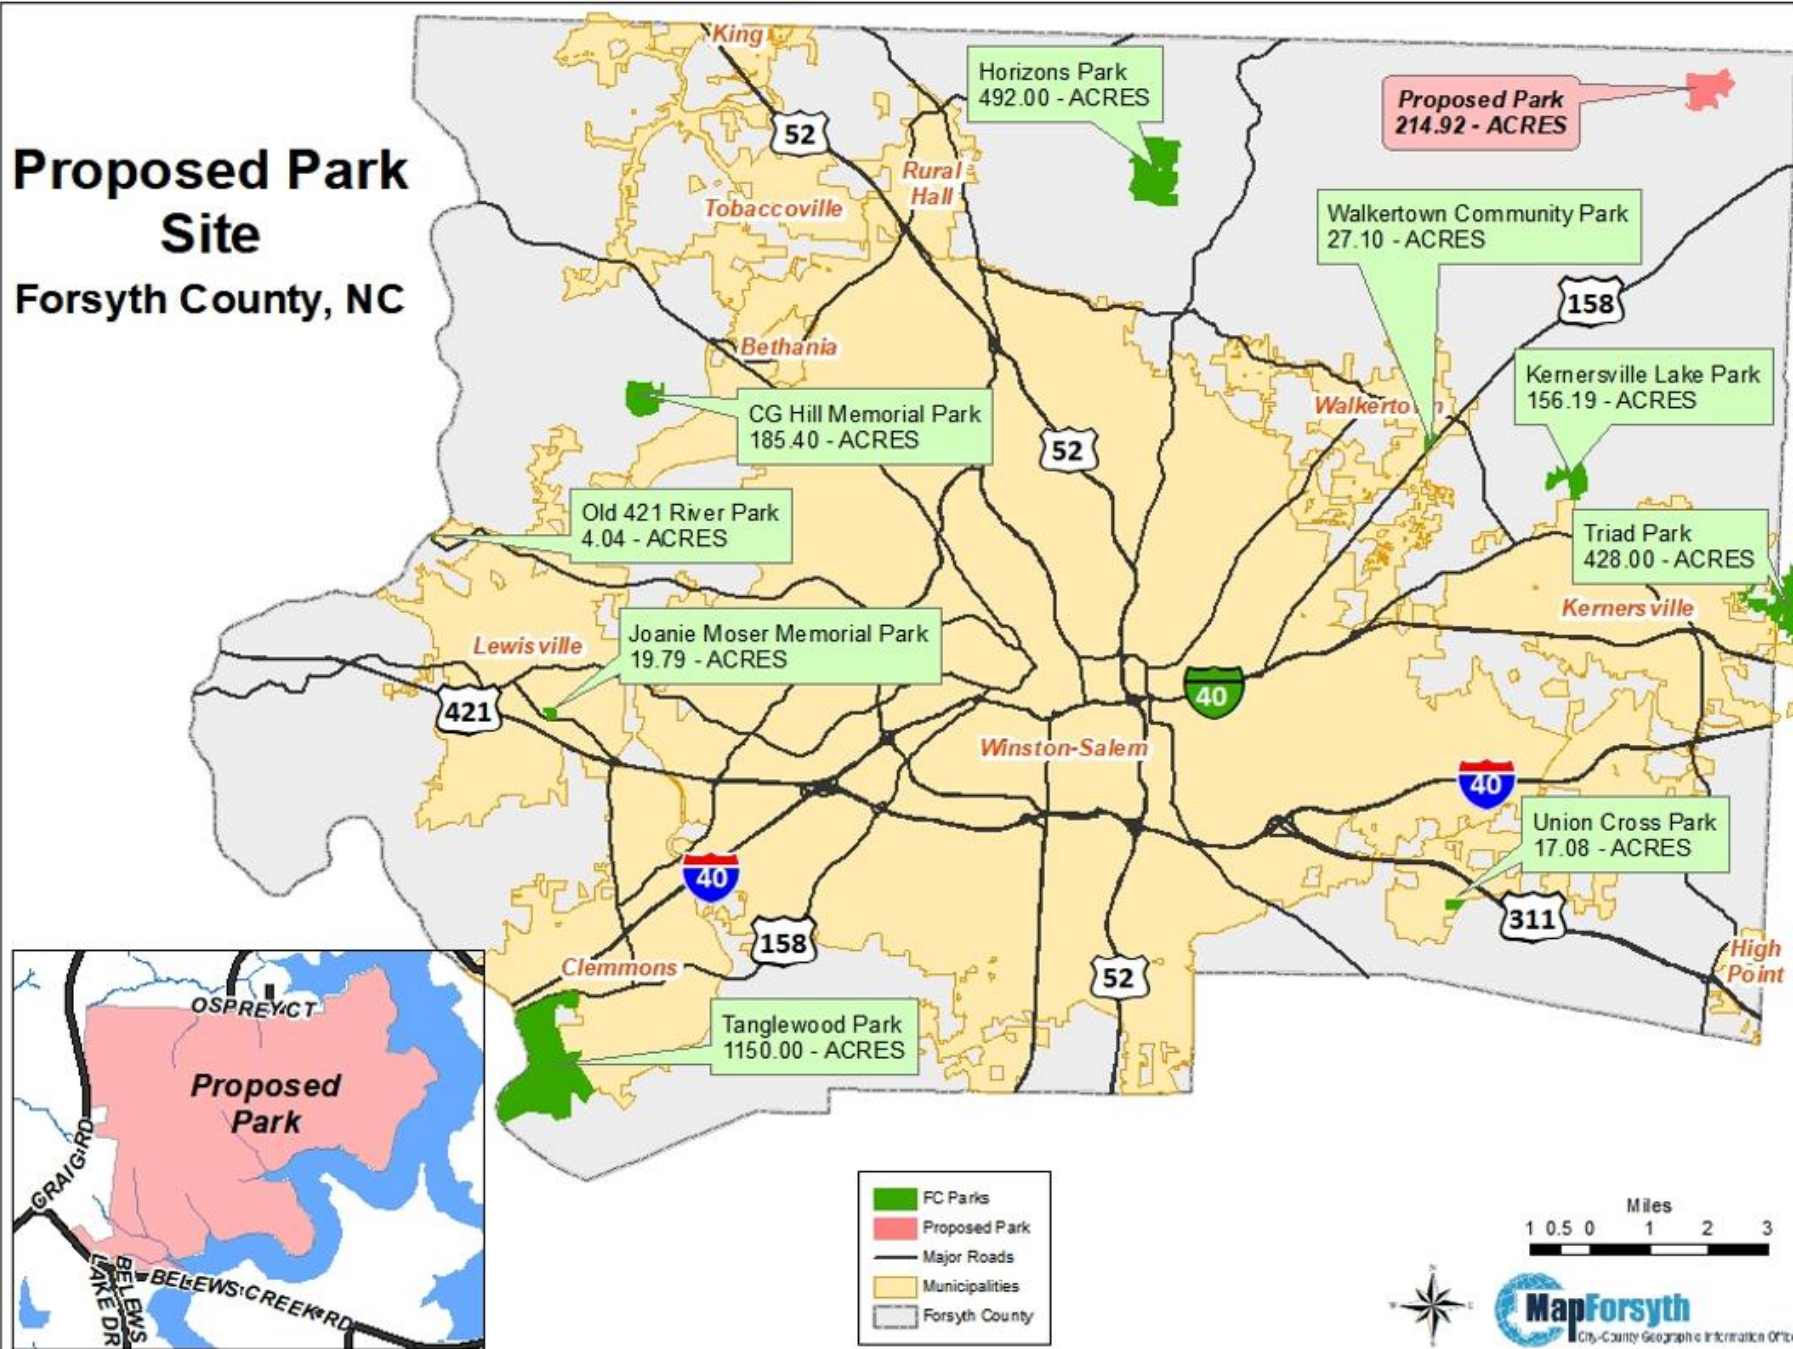 Proposed Park
Site
Forsyth County, NC
King
52
Horizons Park
492.00 - ACRES
Proposed Park
214.92 - ACRES
Rural
Hall
Tobaccoville
Walkertown Community Park
27.10 - ACRES
158
Bethania
Kernersville Lake Park
156.19 - ACRES
CG Hill Memorial Park
185.40 - ACRES
Walkertown
52
Old 421 River Park
4.04 - ACRES
Triad Park
428.00 - ACRES
Kernersville
Joanie Moser Memorial Park
19.79 - ACRES
Lewisville
421
40
Winston-Salem
40
Union Cross Park
17.08 - ACRES
40
311
158
High
Point
Clemmons
52
Tanglewood Park
1150.00 - ACRES
OSPREY CT
Proposed
Park
CRAIG RD
BELEWS CREEK RD
BELEWS
LAKE DR
FC Parks
Proposed Park
Major Roads
Municipalities
Forsyth County
Miles
1 0.5 0 1 2 3
N
W E
S
MapForsyth
City-County Geographic Information Office